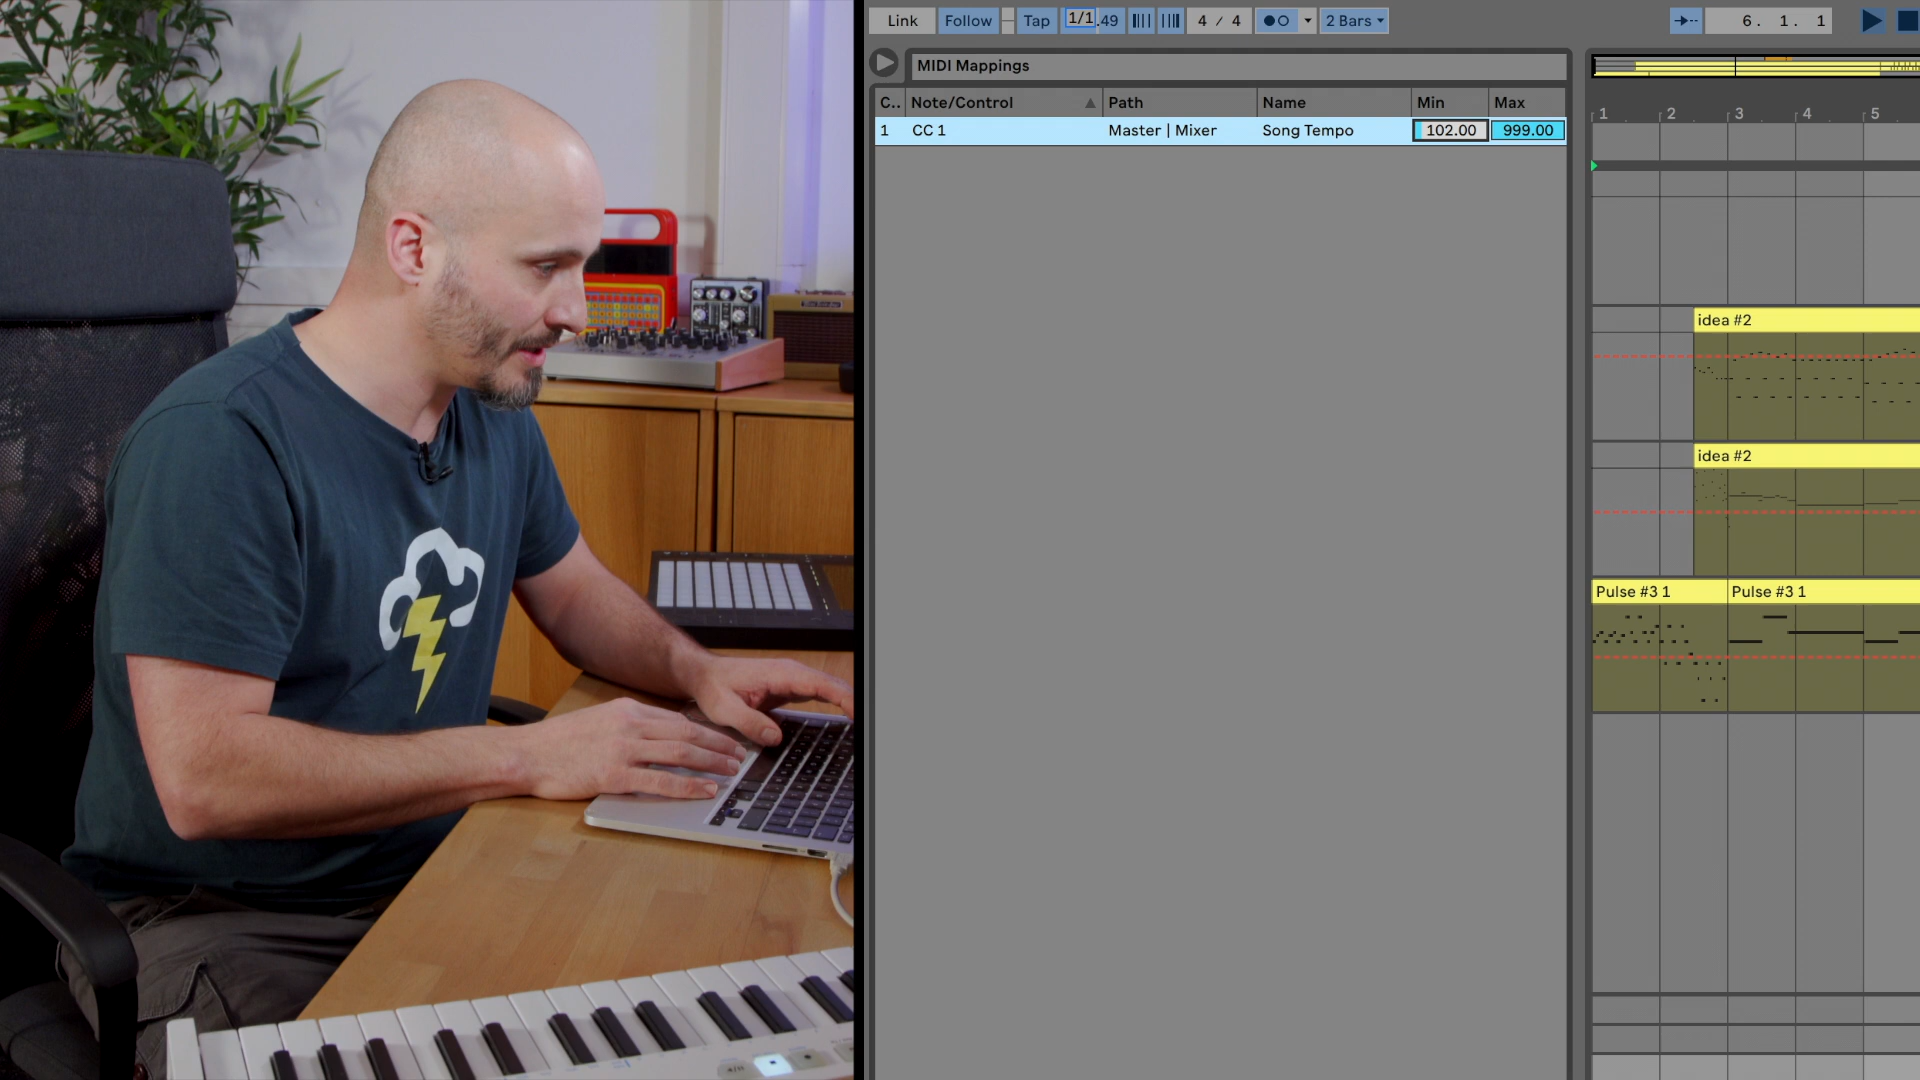 Link Follow Tap 1/1 .49 4 / 4 2 Bars 6. 1. 1
MIDI Mappings
C.. Note/Control Path Name Min Max
1 CC 1 Master | Mixer Song Tempo 102.00 999.00
1 2 3 4 5
idea #2
idea #2
Pulse #3 1 Pulse #3 1